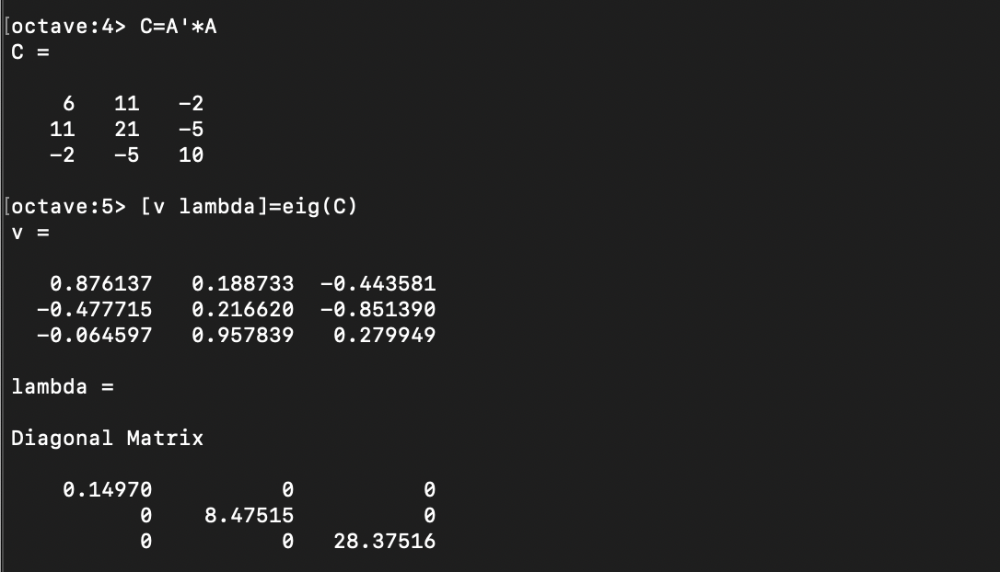 [octave:4> C=A'*A
C =
6 11 -2
11 21 -5
-2 -5 10
[octave:5> [v lambda]=eig(C)
v =
0.876137 0.188733 -0.443581
-0.477715 0.216620 -0.851390
-0.064597 0.957839 0.279949
lambda =
Diagonal Matrix
0.14970 0 0
0 8.47515 0
0 0 28.37516